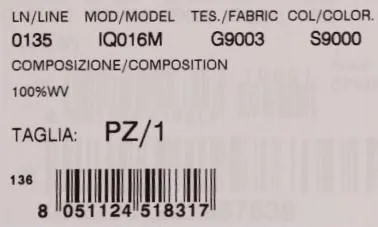 LN/LINE MOD/MODEL TES./FABRIC COL/COLOR.
0135 IQ016M G9003 S9000
COMPOSIZIONE/COMPOSITION
100%WV
TAGLIA: PZ/1
136
8 051124 518317